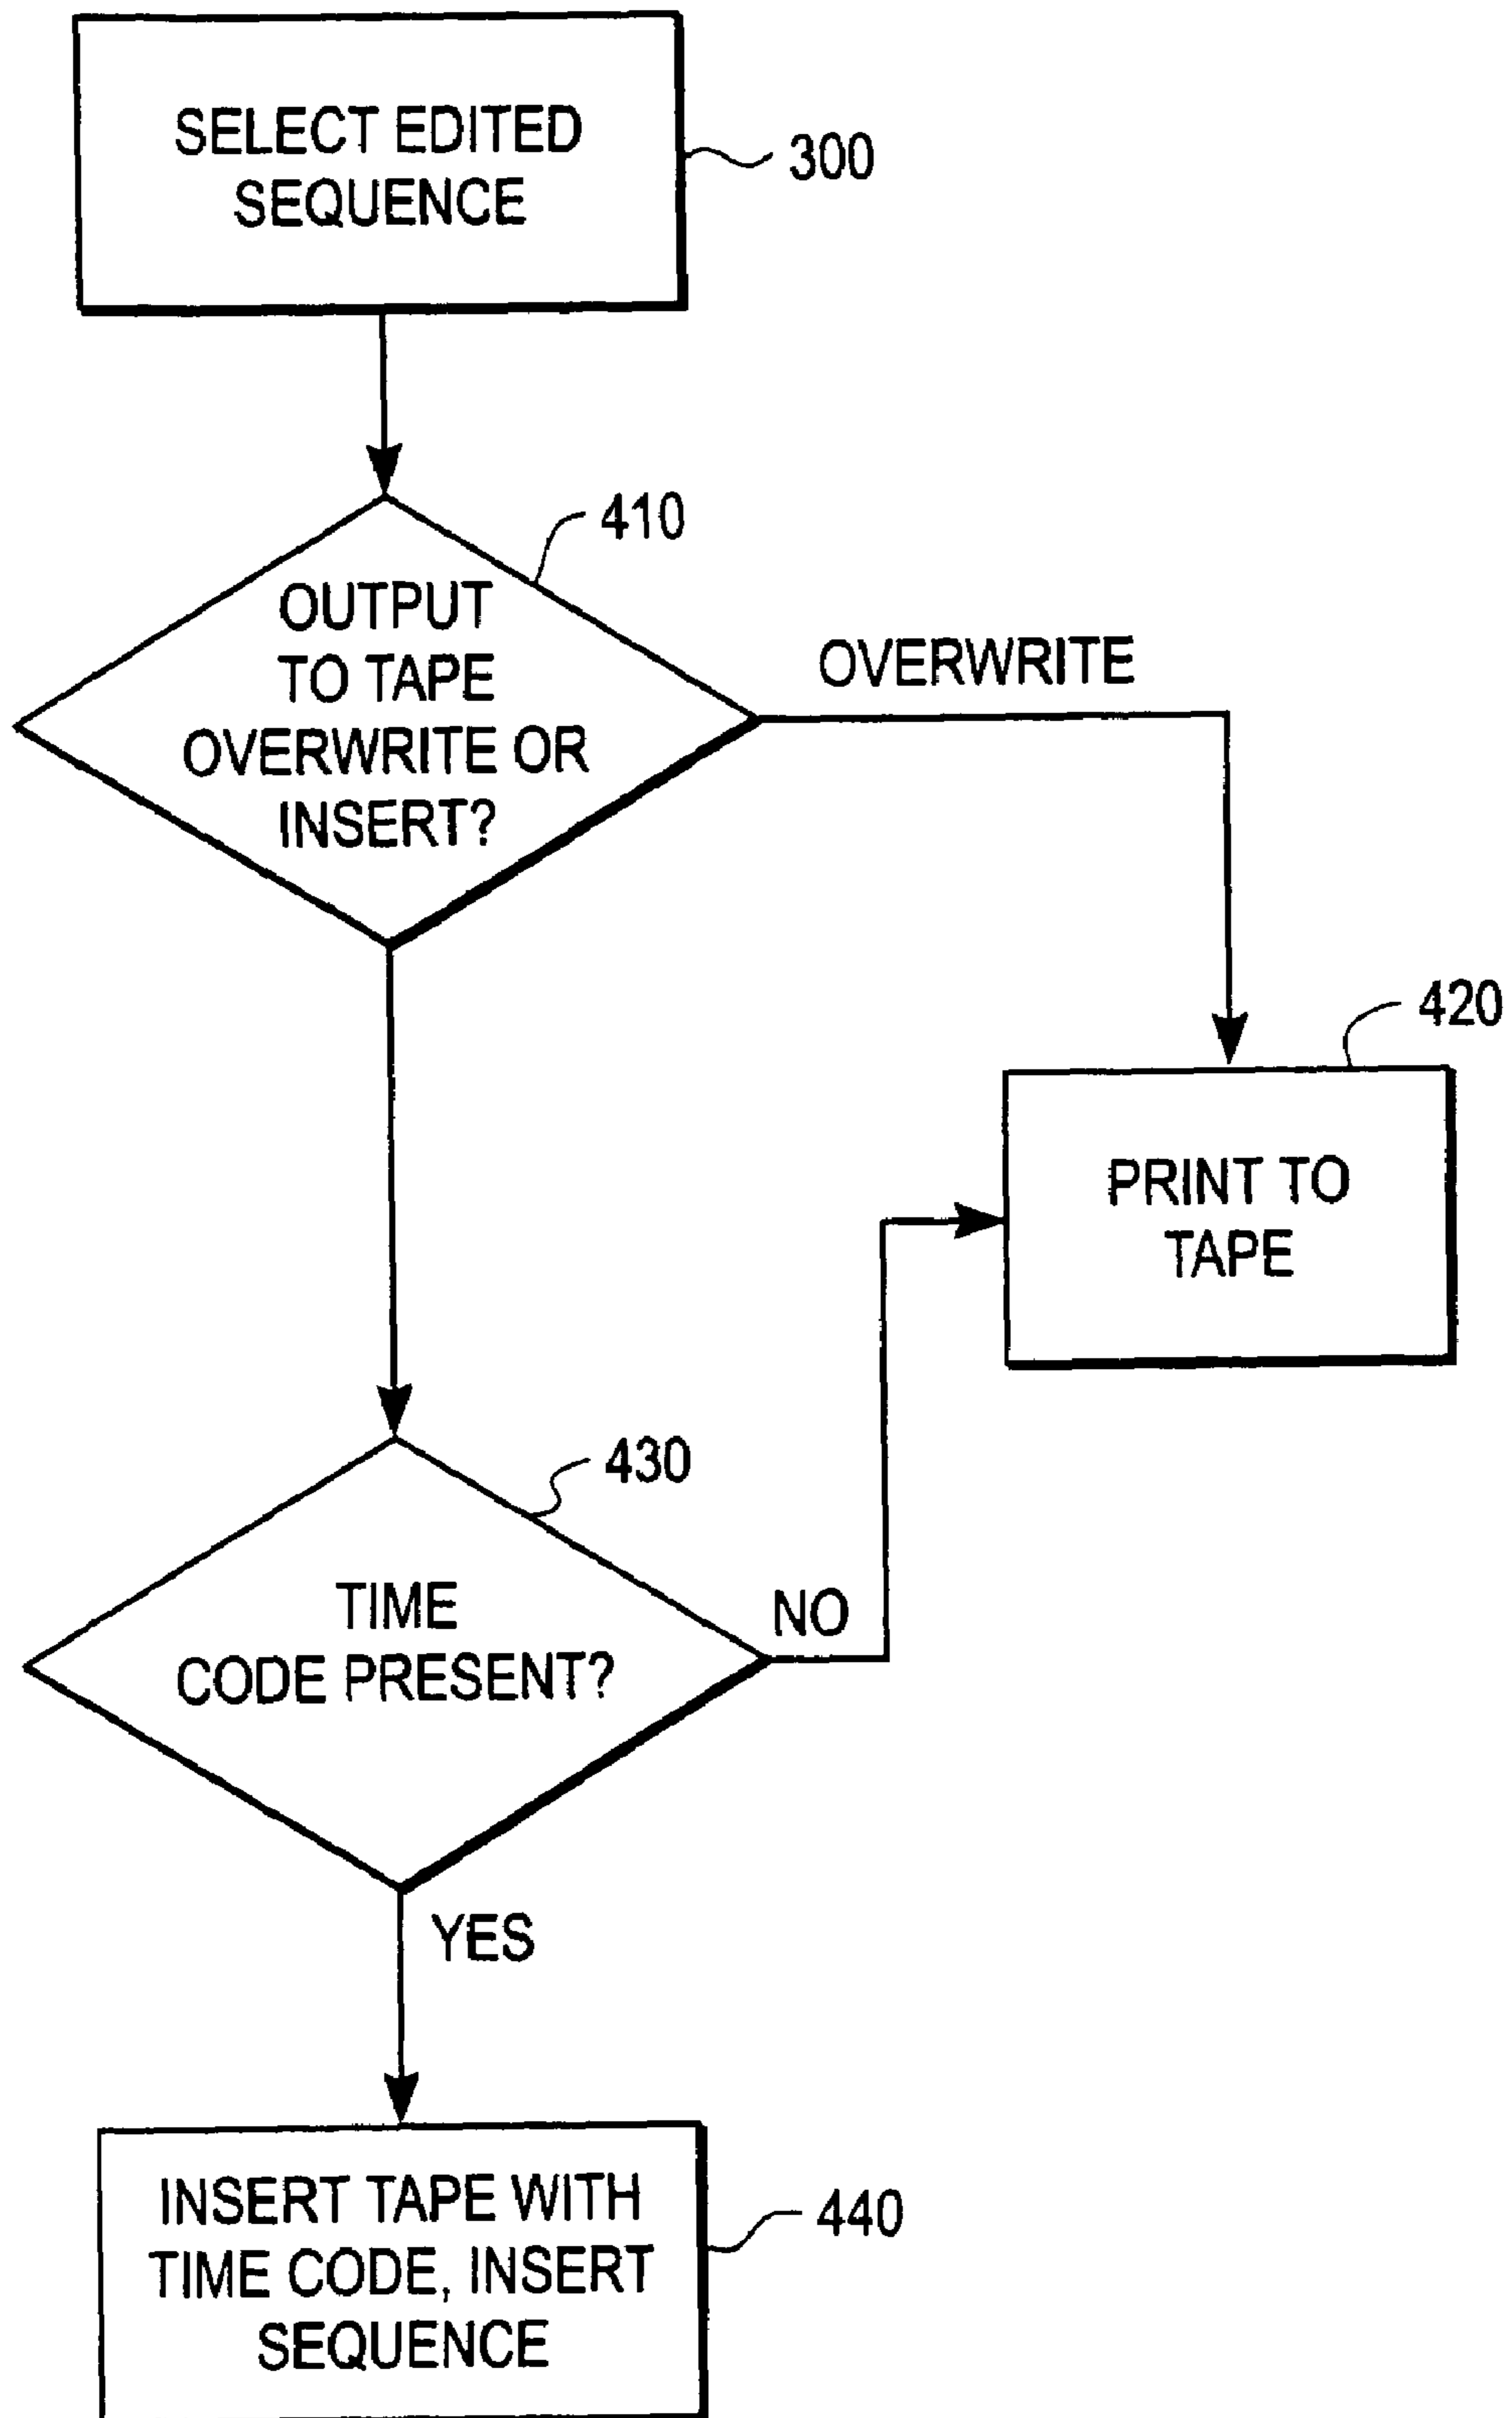 SELECT EDITED
SEQUENCE
300
410
OUTPUT
TO TAPE
OVERWRITE OR
INSERT?
OVERWRITE
420
PRINT TO
TAPE
430
TIME
CODE PRESENT?
NO
YES
INSERT TAPE WITH
TIME CODE, INSERT
SEQUENCE
440